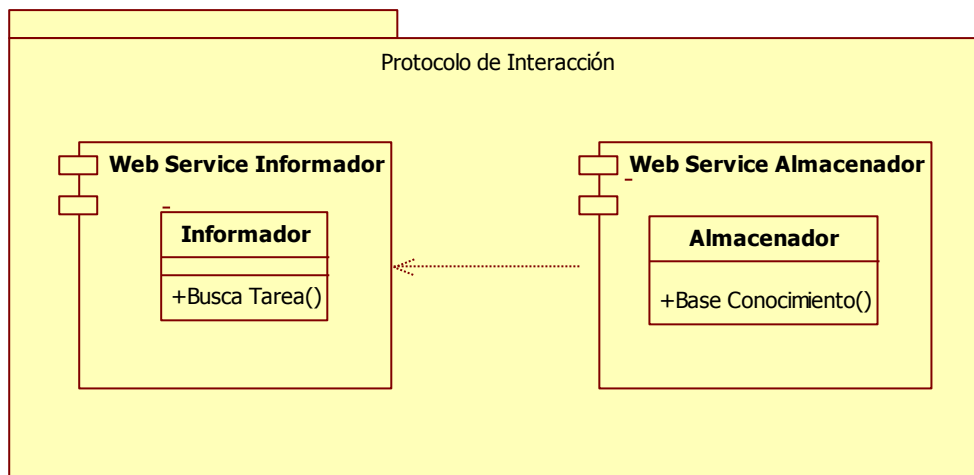 Protocolo de Interacción
Web Service Informador
Informador
+Busca Tarea()
Web Service Almacenador
Almacenador
+Base Conocimiento()